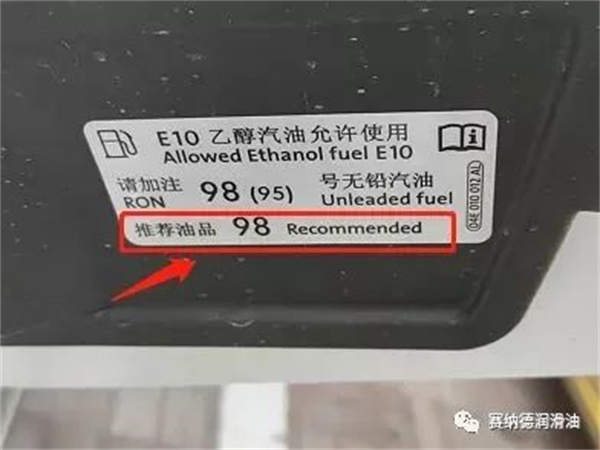 E10 乙醇汽油允许使用
Allowed Ethanol fuel E10
请加注 98 (95) 号无铅汽油
RON Unleaded fuel
推荐油品 98 Recommended
04E 010 012 AL
赛纳德润滑油